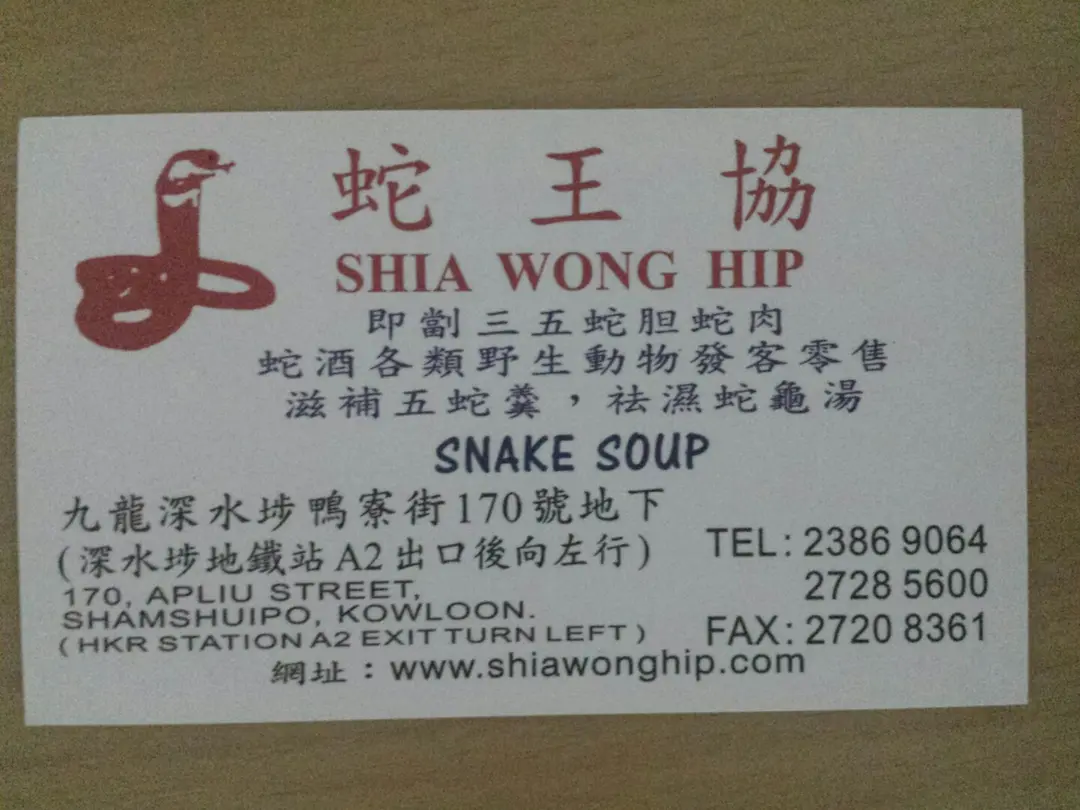 蛇王協
SHIA WONG HIP
即劏三五蛇胆蛇肉
蛇酒各類野生動物發客零售
滋補五蛇羹，祛濕蛇龜湯
SNAKE SOUP
九龍深水埗鴨寮街170號地下
(深水埗地鐵站A2出口後向左行)
170, APLIU STREET,
SHAMSHUIPO, KOWLOON.
(HKR STATION A2 EXIT TURN LEFT)
TEL: 2386 9064
2728 5600
FAX: 2720 8361
網址：www.shiawonghip.com